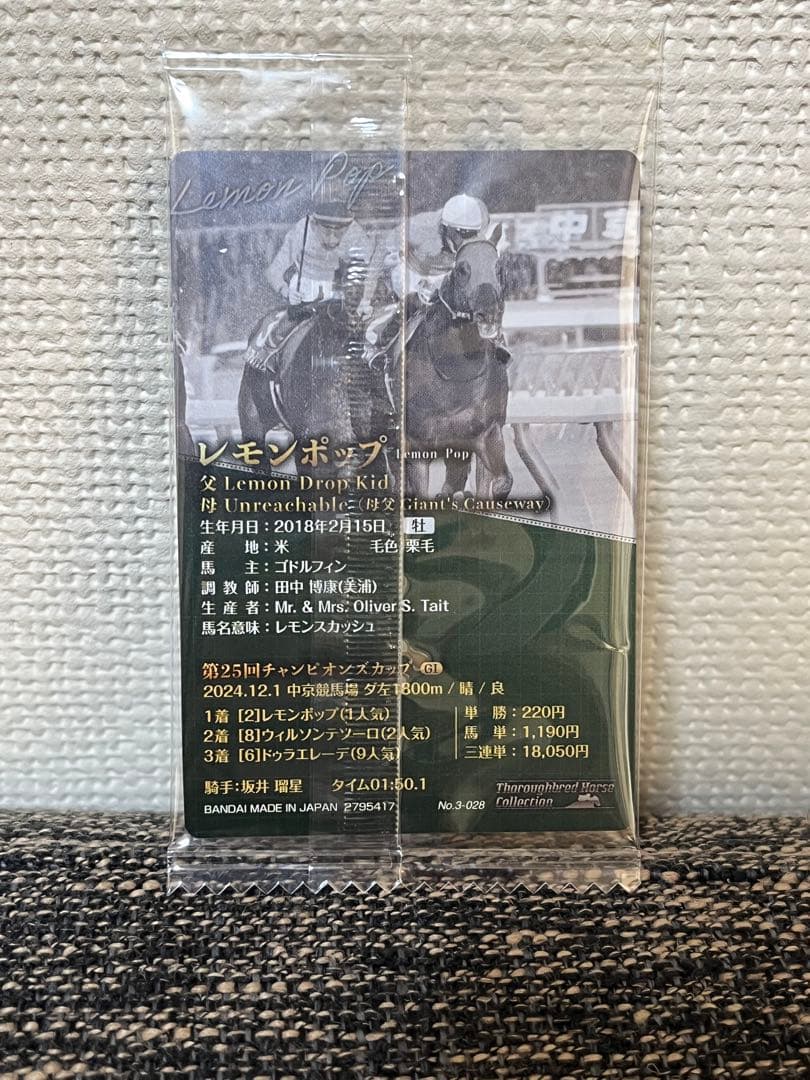 Lemon Pop
中京
レモンポップ Lemon Pop
父 Lemon Drop Kid
母 Unreachable (母父 Giant's Causeway)
生年月日：2018年2月15日 牡
産地：米 毛色 栗毛
馬主：ゴドルフィン
調教師：田中 博康(美浦)
生産者：Mr. & Mrs. Oliver S. Tait
馬名意味：レモンスカッシュ
第25回チャンピオンズカップ GI
2024.12.1 中京競馬場 ダ左1800m / 晴 / 良
1着 [2]レモンポップ(1人気) 単勝：220円
2着 [8]ウィルソンテソーロ(2人気) 馬単：1,190円
3着 [6]ドゥラエレーデ(9人気) 三連単：18,050円
騎手：坂井 瑠星 タイム01:50.1
BANDAI MADE IN JAPAN 2795417 No.3-028
Thoroughbred Horse
Collection